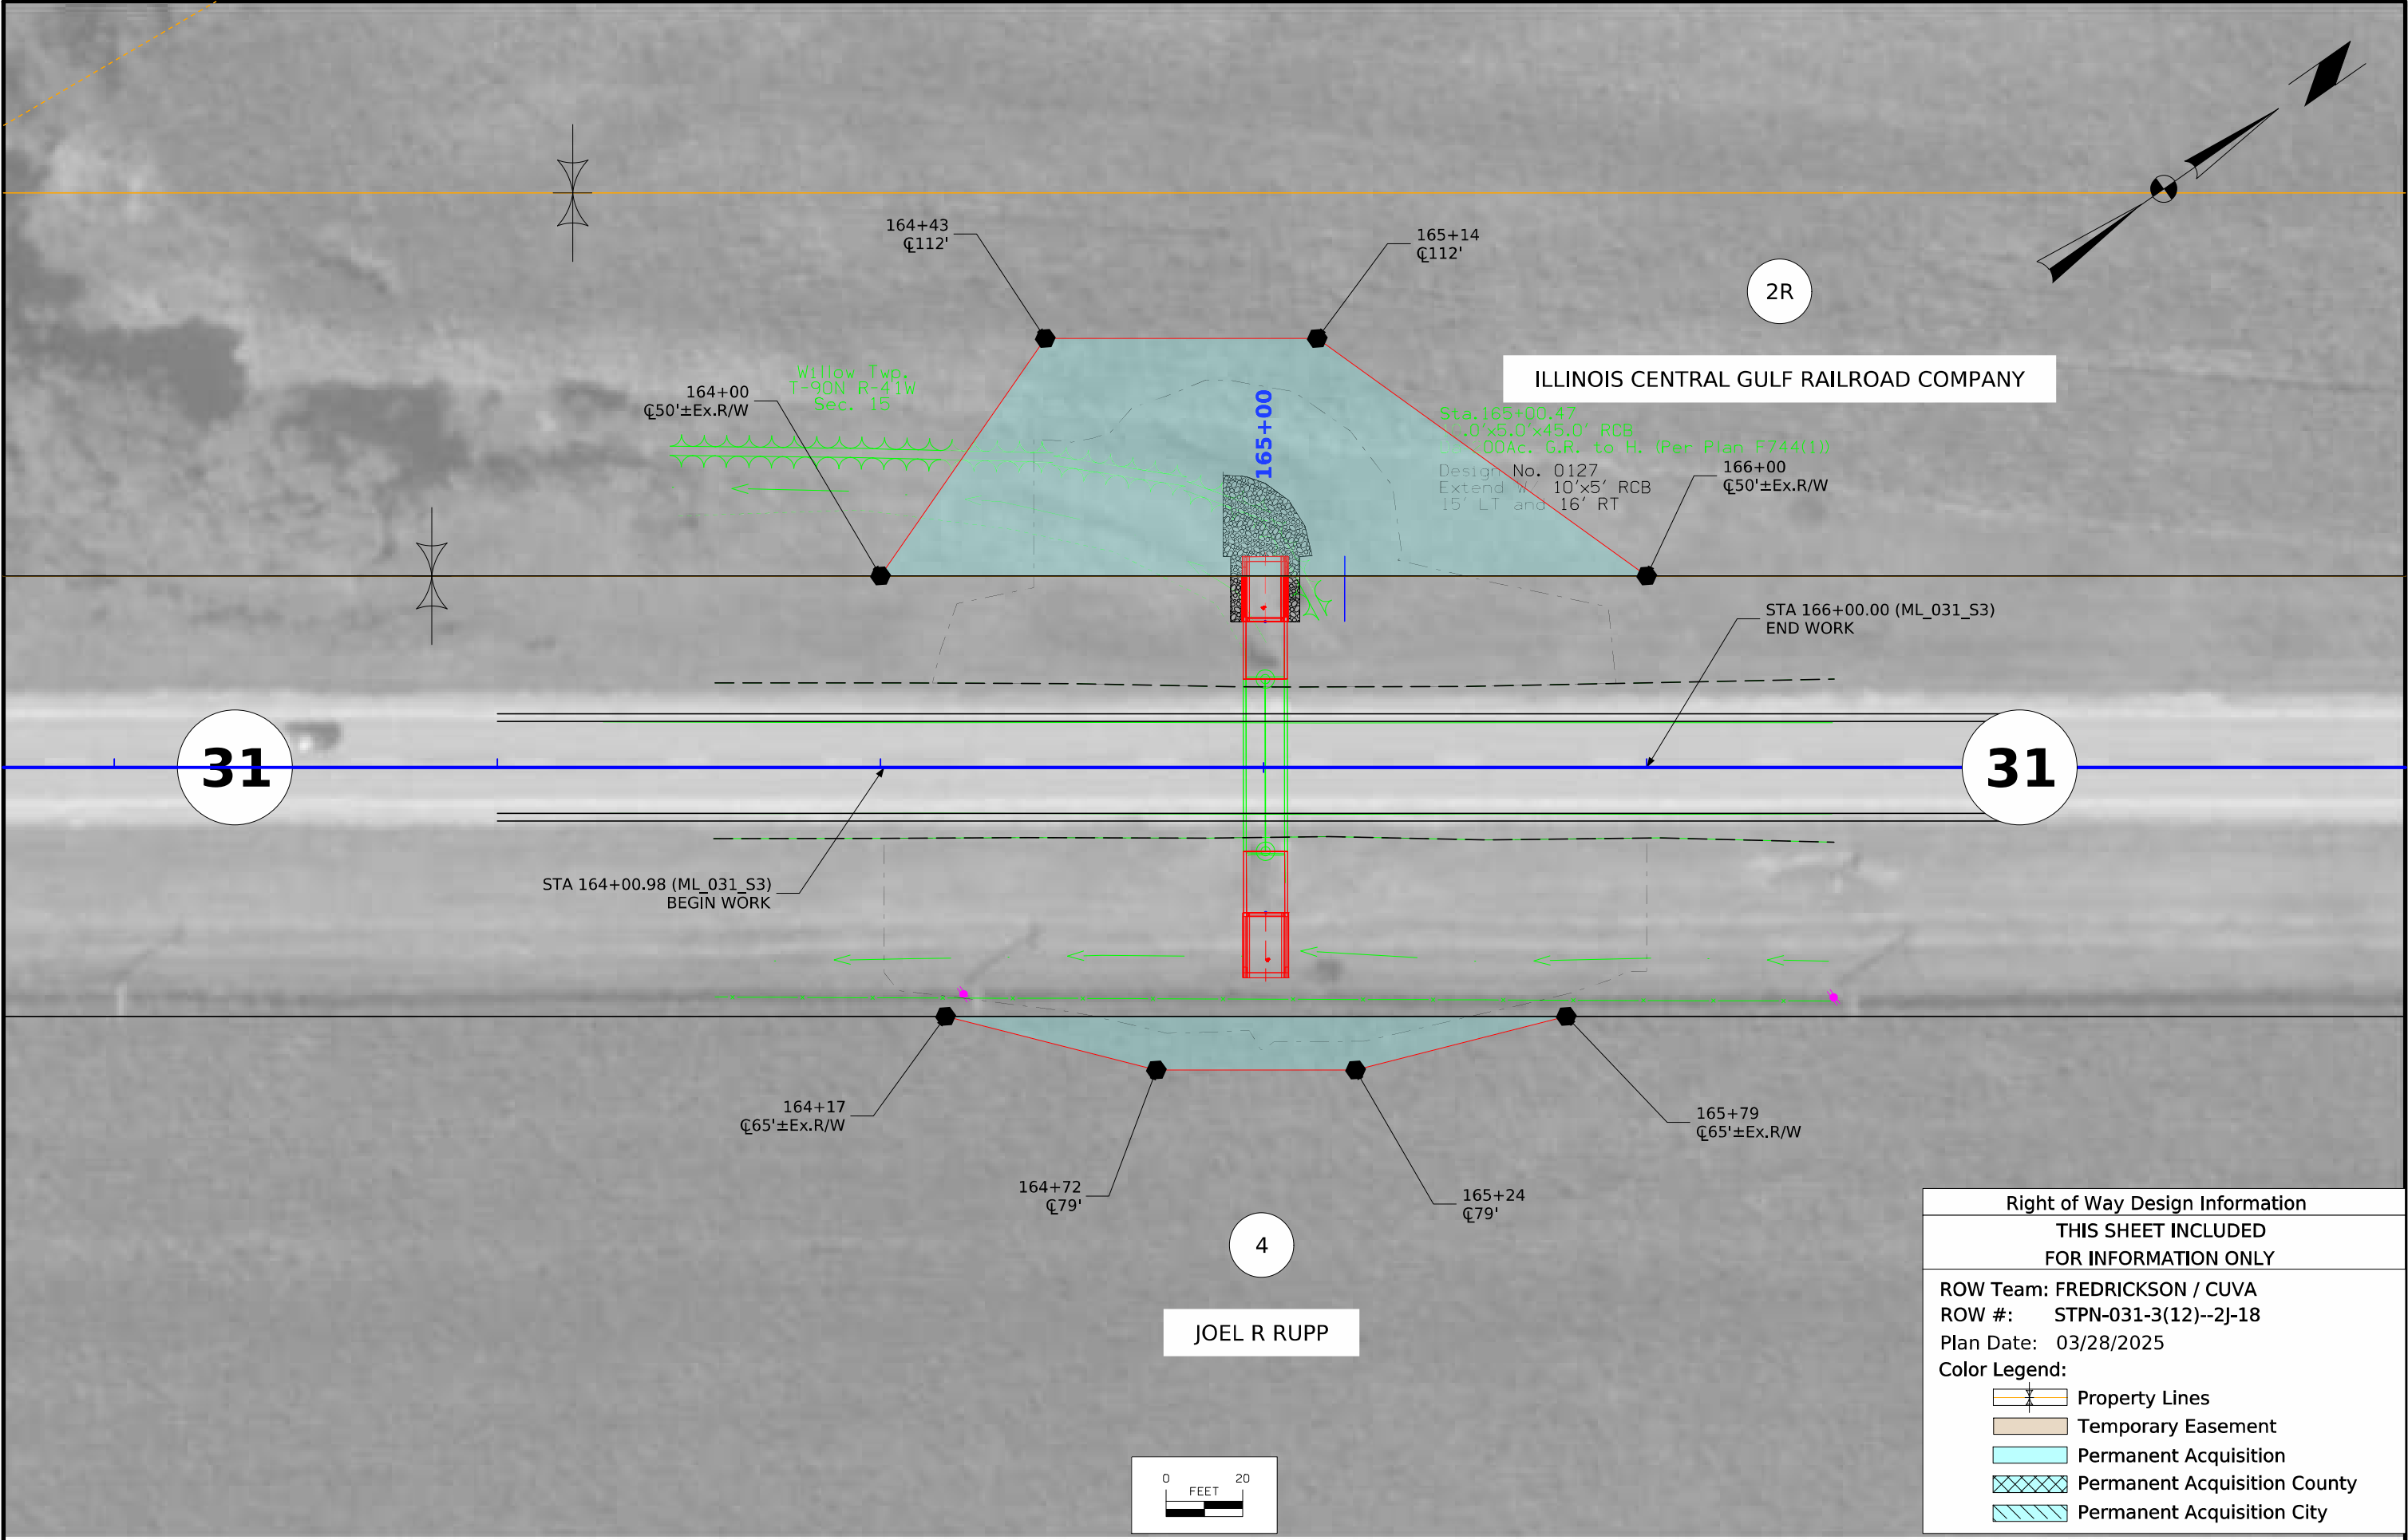 164+43
℄112'
165+14
℄112'
2R
ILLINOIS CENTRAL GULF RAILROAD COMPANY
Willow Twp.
T-90N R-41W
Sec. 15
164+00
℄50'±Ex.R/W
165+00
Sta.165+00.47
RCB
G.R. to H. (Per Plan F744(1))
Design No. 0127
Extend W/ 10'x5' RCB
15' LT and 16' RT
166+00
℄50'±Ex.R/W
STA 166+00.00 (ML_031_S3)
END WORK
31
31
STA 164+00.98 (ML_031_S3)
BEGIN WORK
164+17
℄65'±Ex.R/W
165+79
℄65'±Ex.R/W
164+72
℄79'
165+24
℄79'
4
JOEL R RUPP
0 20
FEET
Right of Way Design Information
THIS SHEET INCLUDED
FOR INFORMATION ONLY
ROW Team: FREDRICKSON / CUVA
ROW #: STPN-031-3(12)--2J-18
Plan Date: 03/28/2025
Color Legend:
Property Lines
Temporary Easement
Permanent Acquisition
Permanent Acquisition County
Permanent Acquisition City